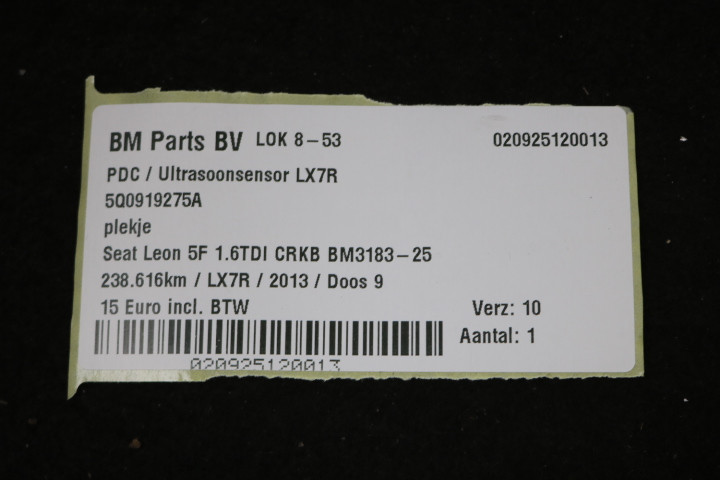 BM Parts BV LOK 8-53 020925120013
PDC / Ultrasoonsensor LX7R
5Q0919275A
plekje
Seat Leon 5F 1.6TDI CRKB BM3183-25
238.616km / LX7R / 2013 / Doos 9
15 Euro incl. BTW Verz: 10
Aantal: 1
020925120013